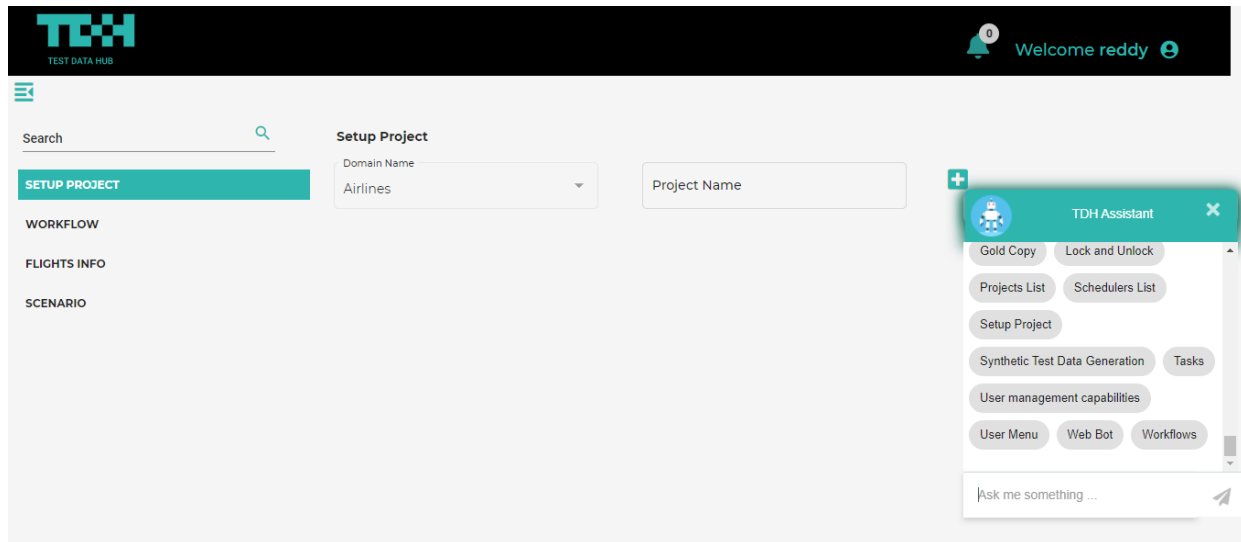 TDH
TEST DATA HUB
0
Welcome reddy
Search
SETUP PROJECT
WORKFLOW
FLIGHTS INFO
SCENARIO
Setup Project
Domain Name
Airlines
Project Name
TDH Assistant
Gold Copy Lock and Unlock
Projects List Schedulers List
Setup Project
Synthetic Test Data Generation Tasks
User management capabilities
User Menu Web Bot Workflows
Ask me something ...